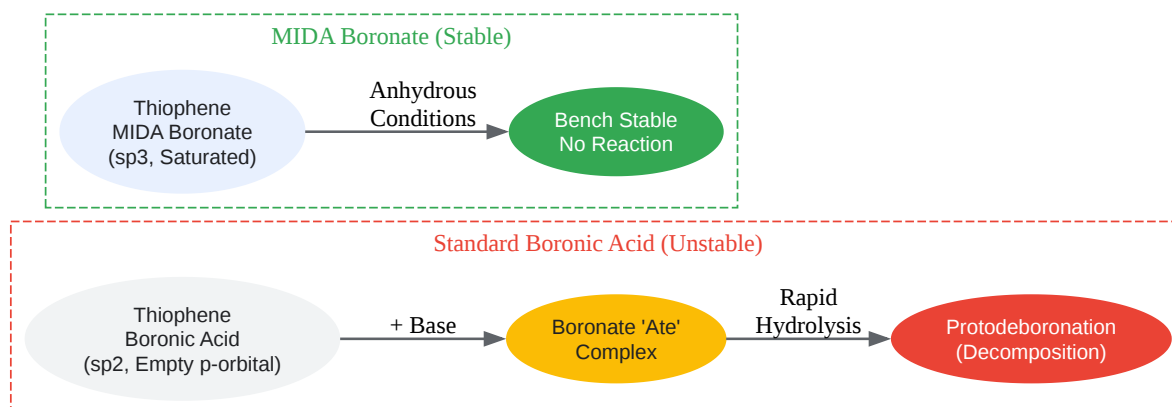 MIDA Boronate (Stable)
Thiophene
MIDA Boronate
(sp3, Saturated)
Anhydrous
Conditions
Bench Stable
No Reaction
Standard Boronic Acid (Unstable)
Thiophene
Boronic Acid
(sp2, Empty p-orbital)
+ Base
Boronate 'Ate'
Complex
Rapid
Hydrolysis
Protodeboronation
(Decomposition)